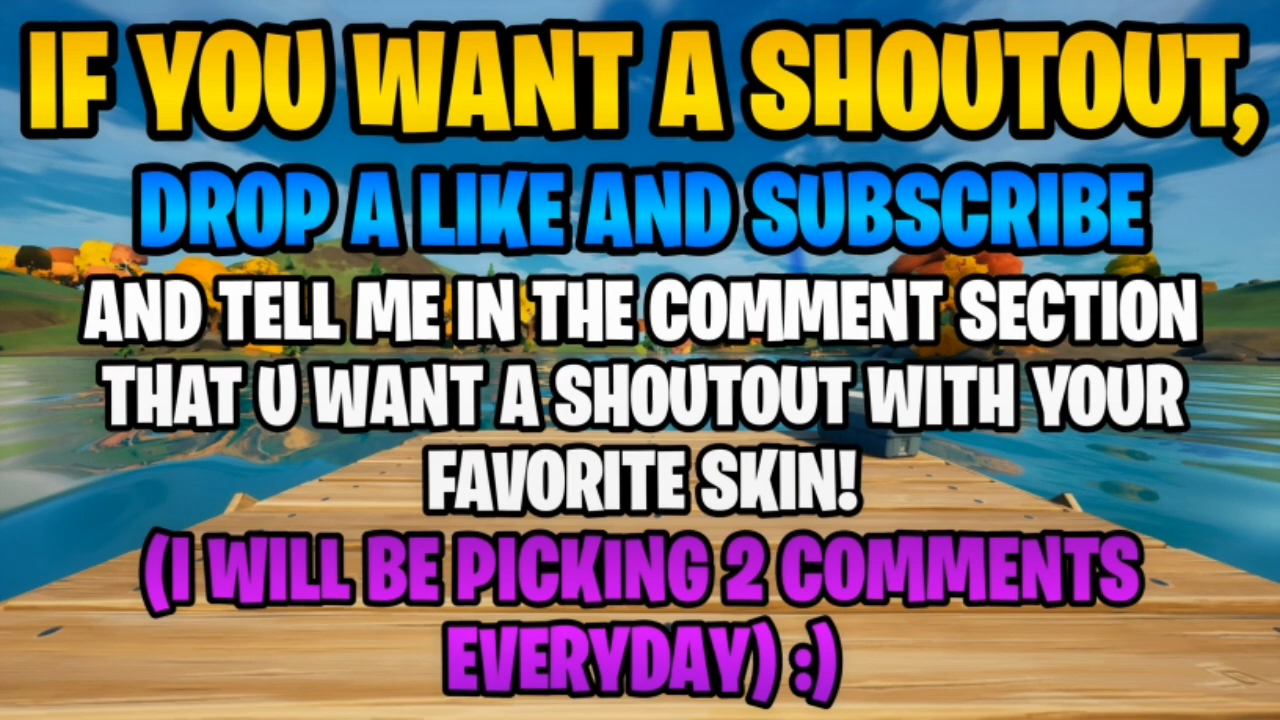 IF YOU WANT A SHOUTOUT,
DROP A LIKE AND SUBSCRIBE
AND TELL ME IN THE COMMENT SECTION
THAT U WANT A SHOUTOUT WITH YOUR
FAVORITE SKIN!
(I WILL BE PICKING 2 COMMENTS
EVERYDAY) :)